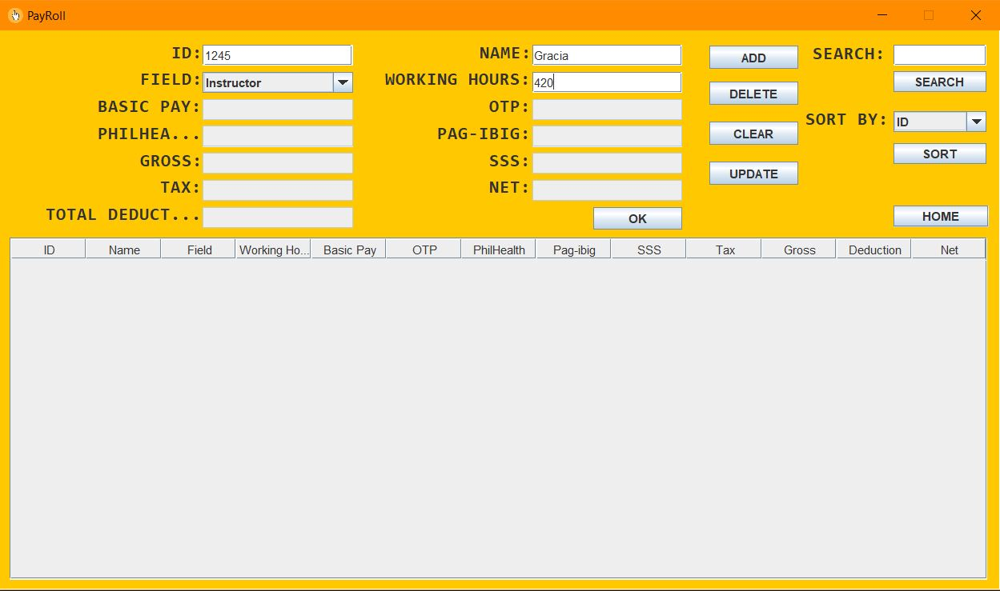 PayRoll
ID: 1245 NAME: Gracia ADD SEARCH:
FIELD: Instructor WORKING HOURS: 420 SEARCH
BASIC PAY: OTP: DELETE
PHILHEA... PAG-IBIG: CLEAR SORT BY: ID
GROSS: SSS: UPDATE SORT
TAX: NET:
TOTAL DEDUCT... OK HOME
ID Name Field Working Ho... Basic Pay OTP PhilHealth Pag-ibig SSS Tax Gross Deduction Net